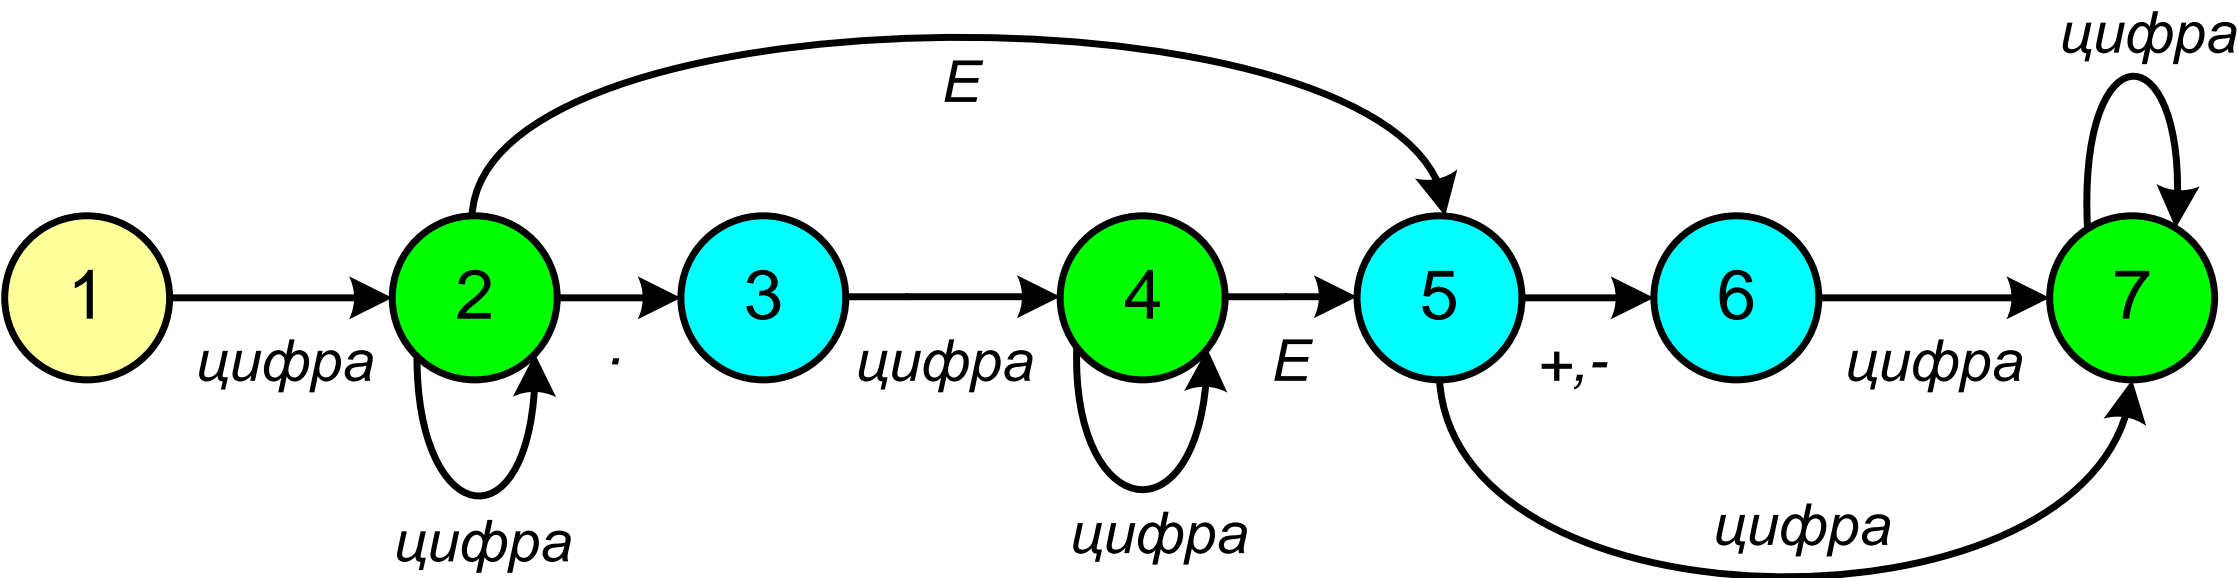 цифра
E
1 2 3 4 5 6 7
цифра . цифра E +,- цифра
цифра цифра цифра